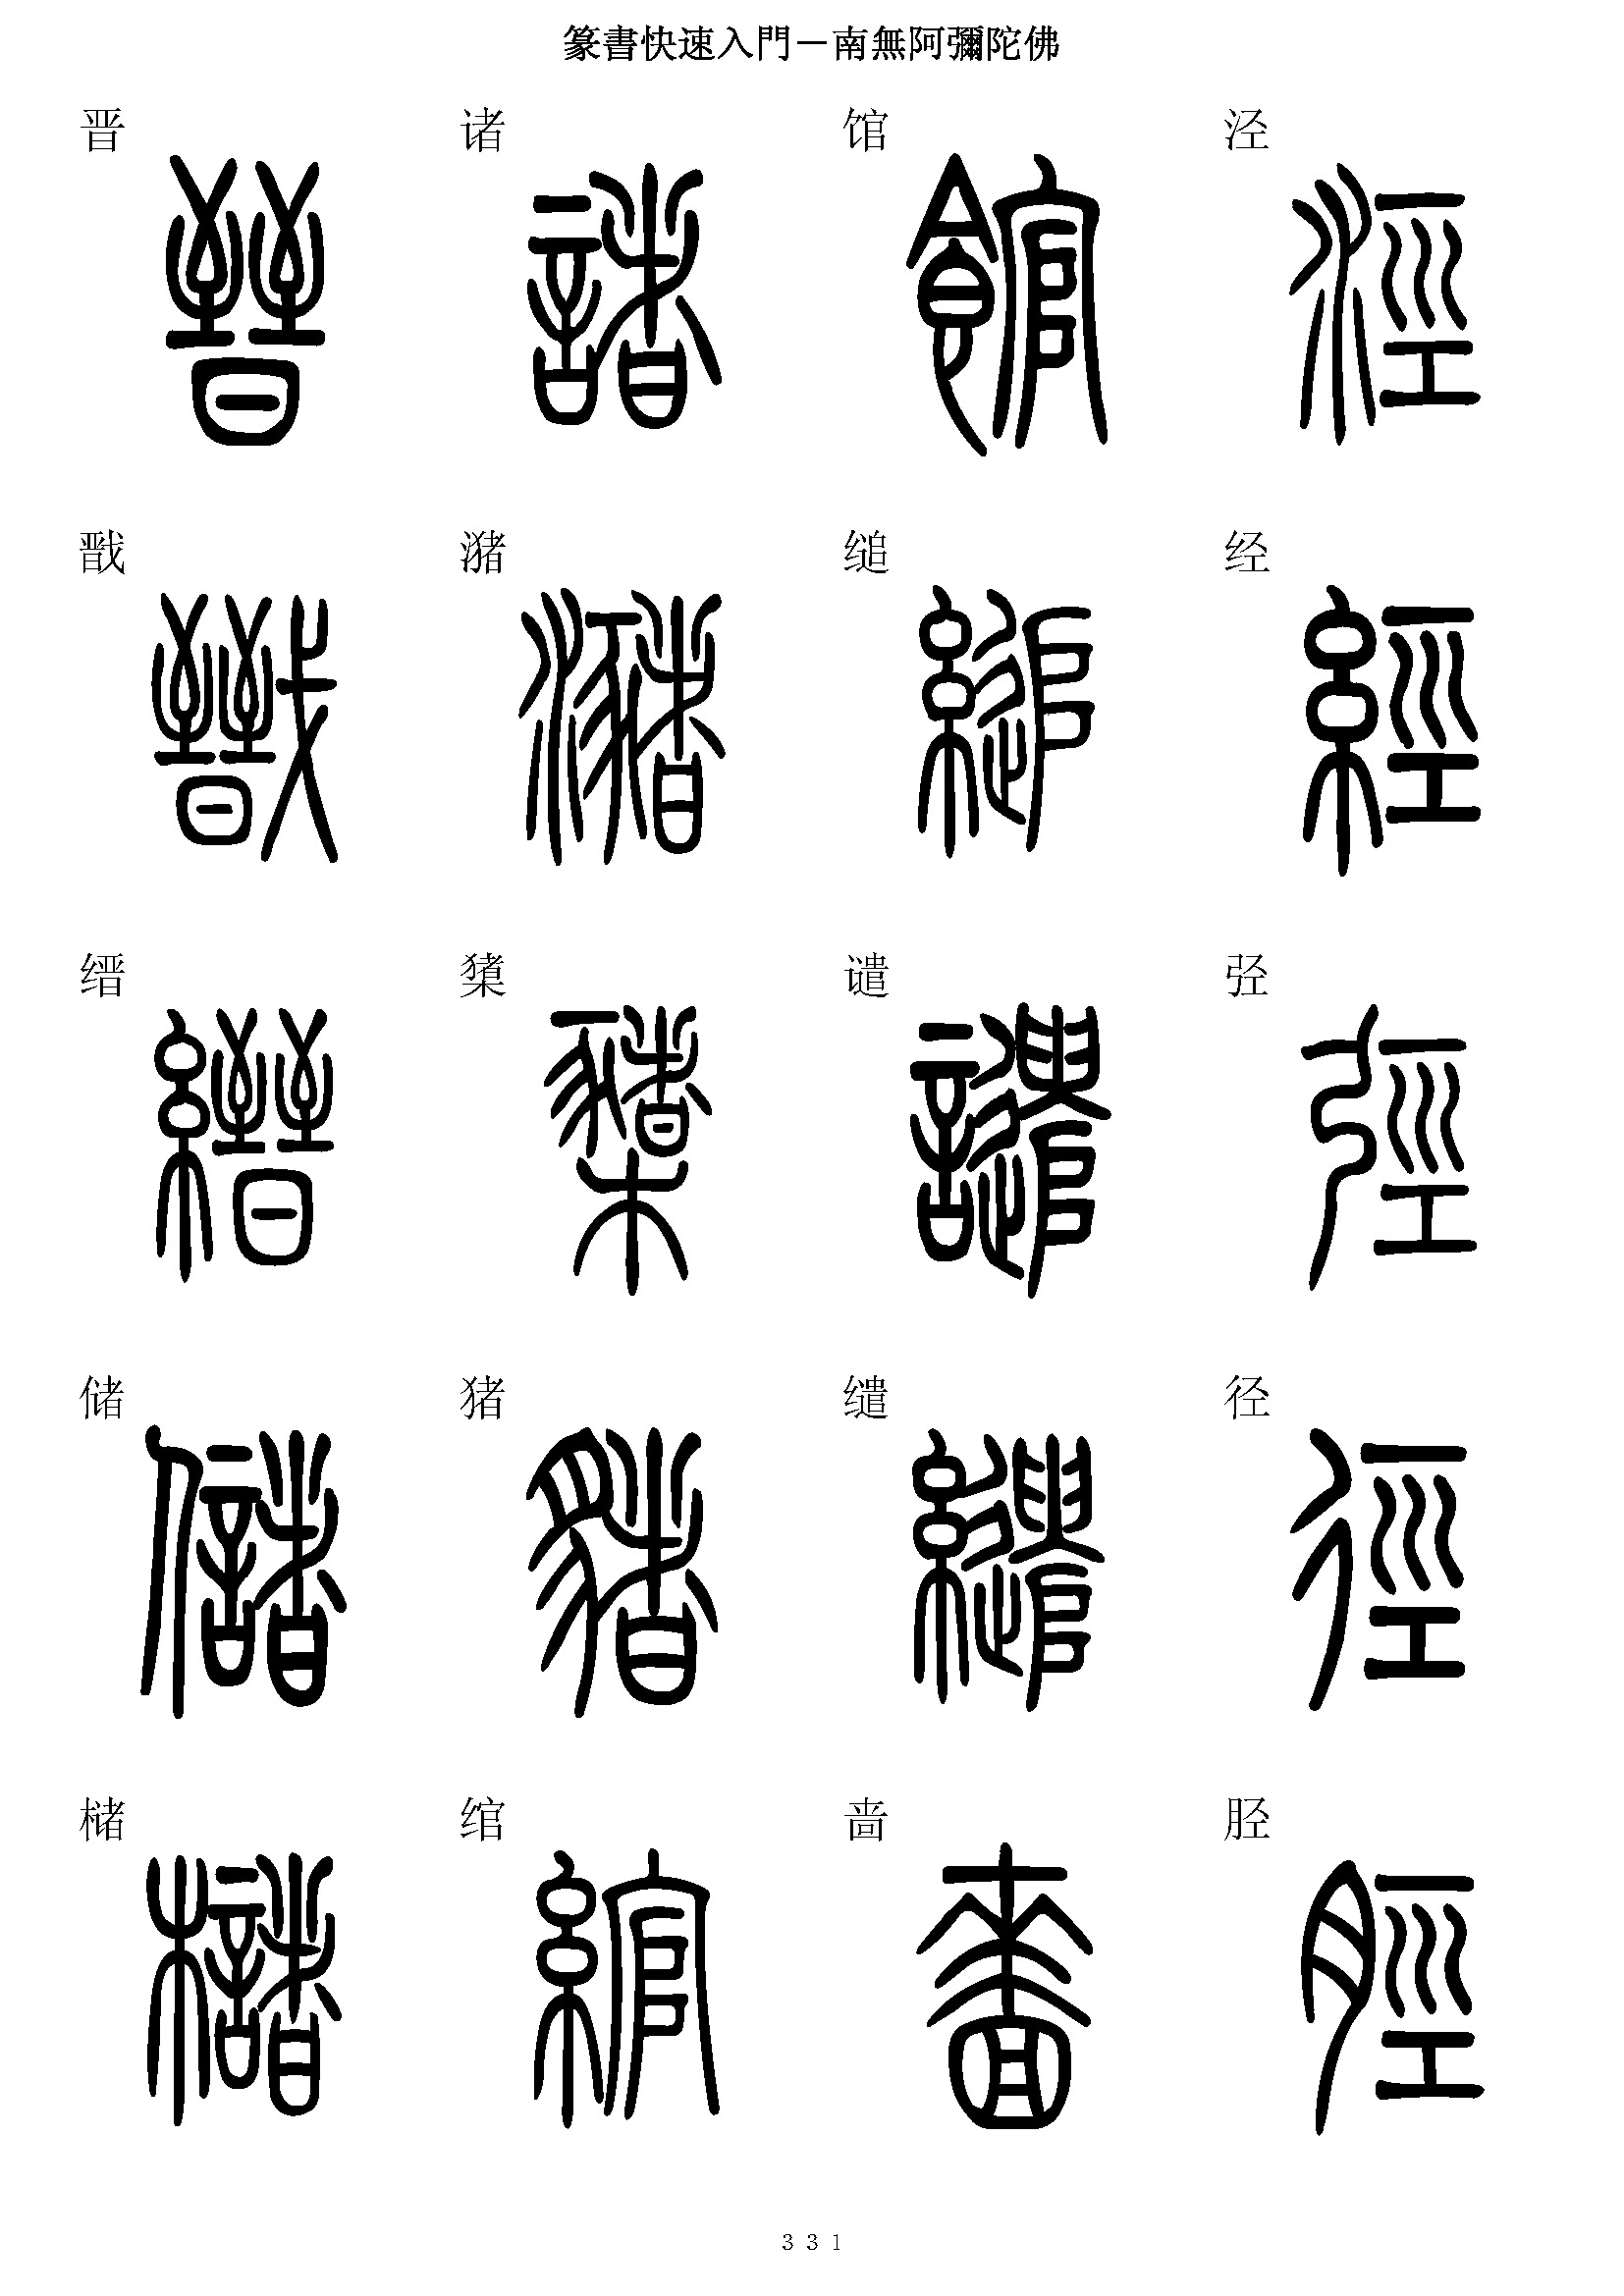 篆書快速入門－南無阿彌陀佛
晋 诸 馆 泾
戬 潴 缒 经
缙 橥 谴 弪
储 猪 缱 径
槠 绾 啬 胫
331